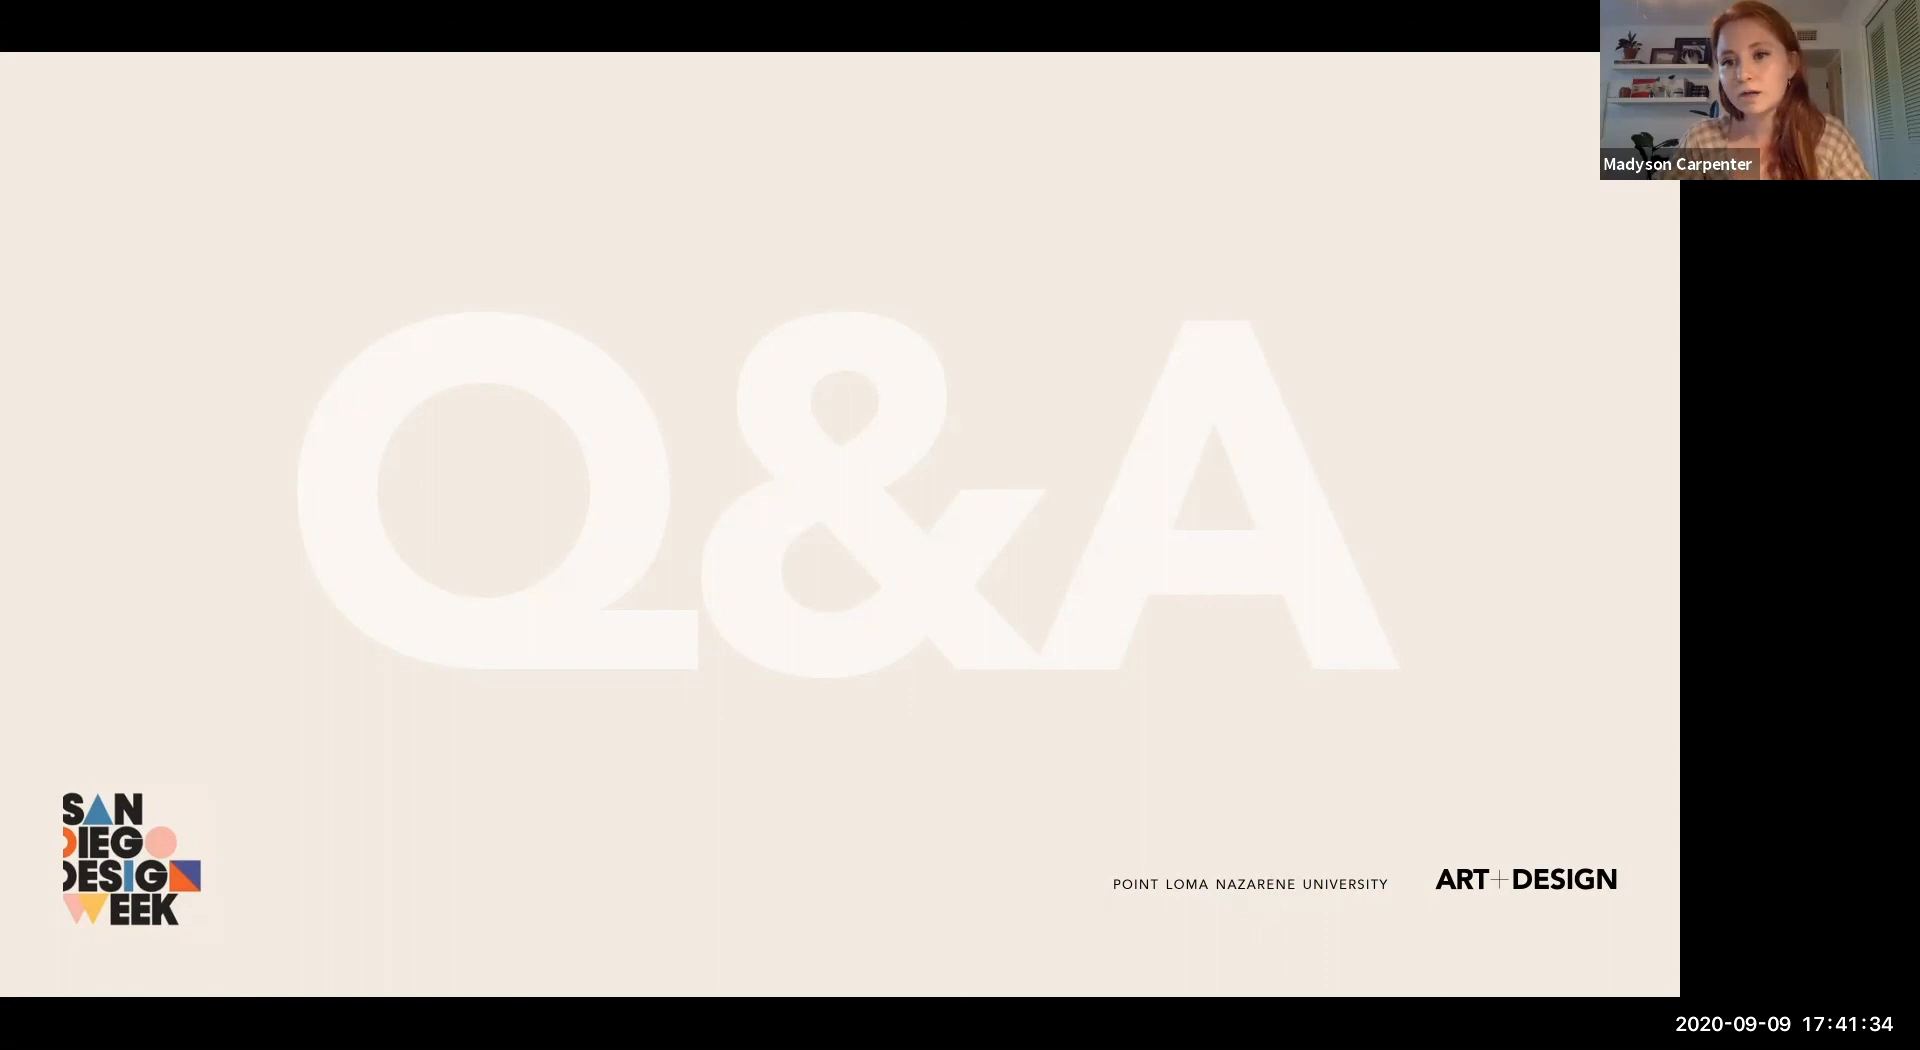 Madyson Carpenter
Q&A
SAN
DIEGO
DESIGN
WEEK
POINT LOMA NAZARENE UNIVERSITY
ART+DESIGN
2020-09-09 17:41:34